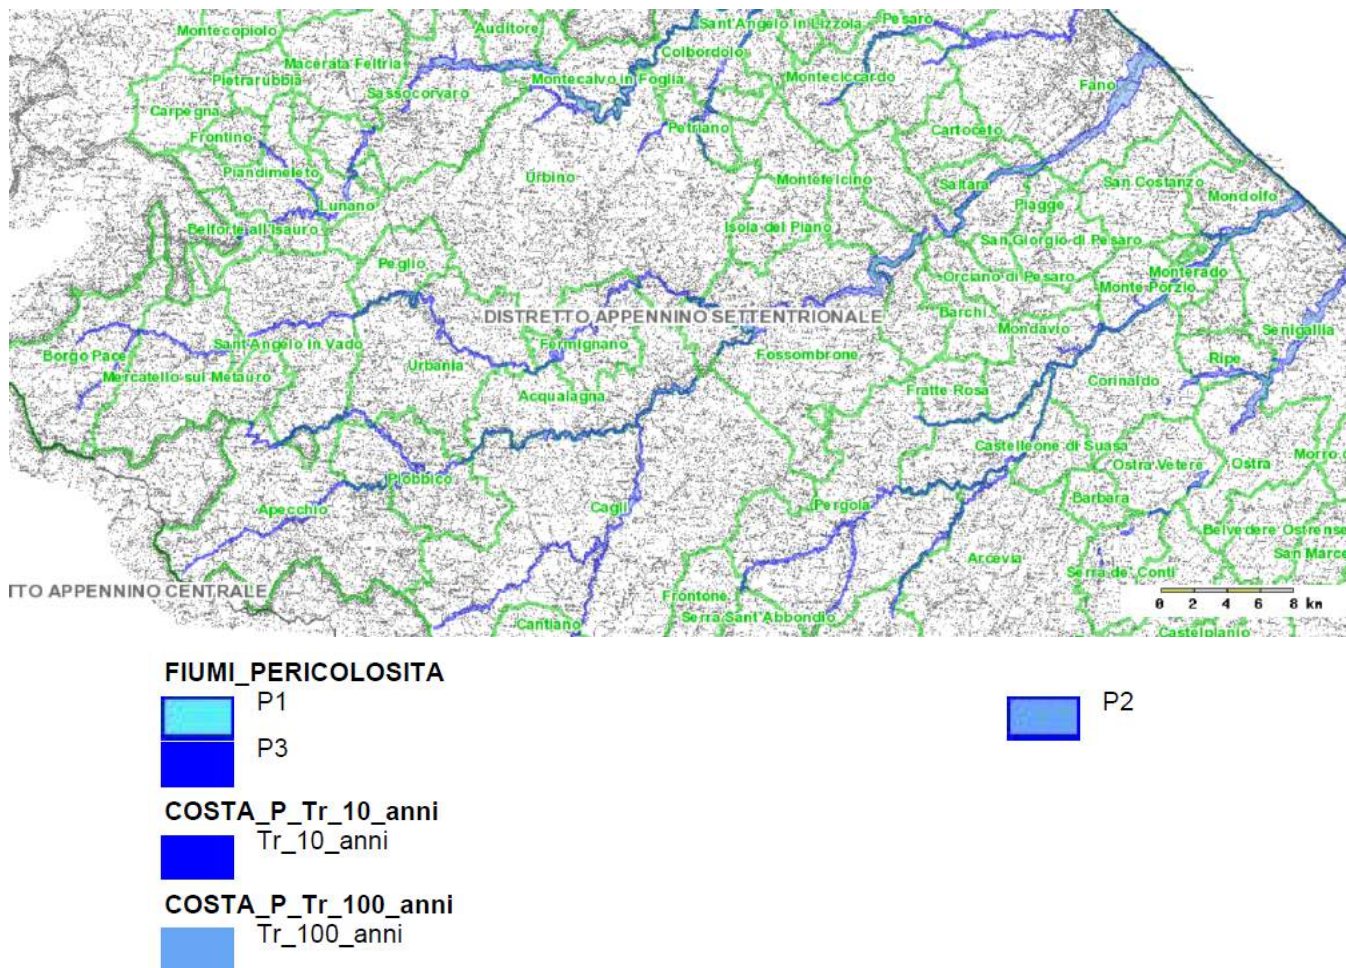 Sant'Angelo in Lizzola
Pesaro
Montecopiolo
Auditore
Colbordolo
Macerata Feltria
Pietrarubbia
Montecalvo in Foglia
Monteciccardo
Fano
Sassocorvaro
Carpegna
Frontino
Petriano
Cartoceto
Piandimeleto
Urbino
Montefelcino
Saltara
San Costanzo
Mondolfo
Lunano
Piagge
Belforte all'Isauro
Isola del Piano
San Giorgio di Pesaro
Peglio
Orciano di Pesaro
Monterado
Monte Porzio
DISTRETTO APPENNINO SETTENTRIONALE
Barchi
Mondavio
Senigallia
Borgo Pace
Sant'Angelo in Vado
Fermignano
Fossombrone
Ripe
Mercatello sul Metauro
Urbania
Acqualagna
Fratte Rosa
Corinaldo
Castelleone di Suasa
Ostra Vetere
Ostra
Morro d
Piobbico
Barbara
Apecchio
Cagli
Pergola
Belvedere Ostrense
Arcevia
San Marce
Serra de' Conti
TTO APPENNINO CENTRALE
Frontone
0 2 4 6 8 km
Cantiano
Serra Sant'Abbondio
Castelplanio
FIUMI_PERICOLOSITA
P1
P2
P3
COSTA_P_Tr_10_anni
Tr_10_anni
COSTA_P_Tr_100_anni
Tr_100_anni